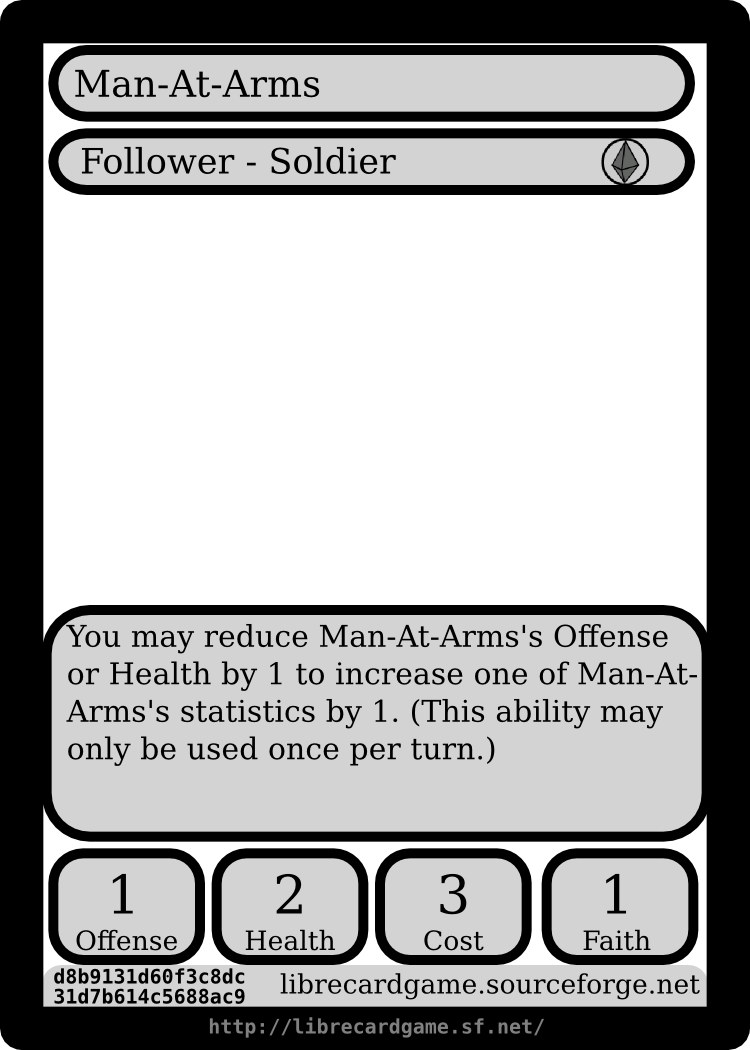 Man-At-Arms
Follower - Soldier
You may reduce Man-At-Arms's Offense
or Health by 1 to increase one of Man-At-
Arms's statistics by 1. (This ability may
only be used once per turn.)
1 2 3 1
Offense Health Cost Faith
d8b9131d60f3c8dc
31d7b614c5688ac9
librecardgame.sourceforge.net
http://librecardgame.sf.net/